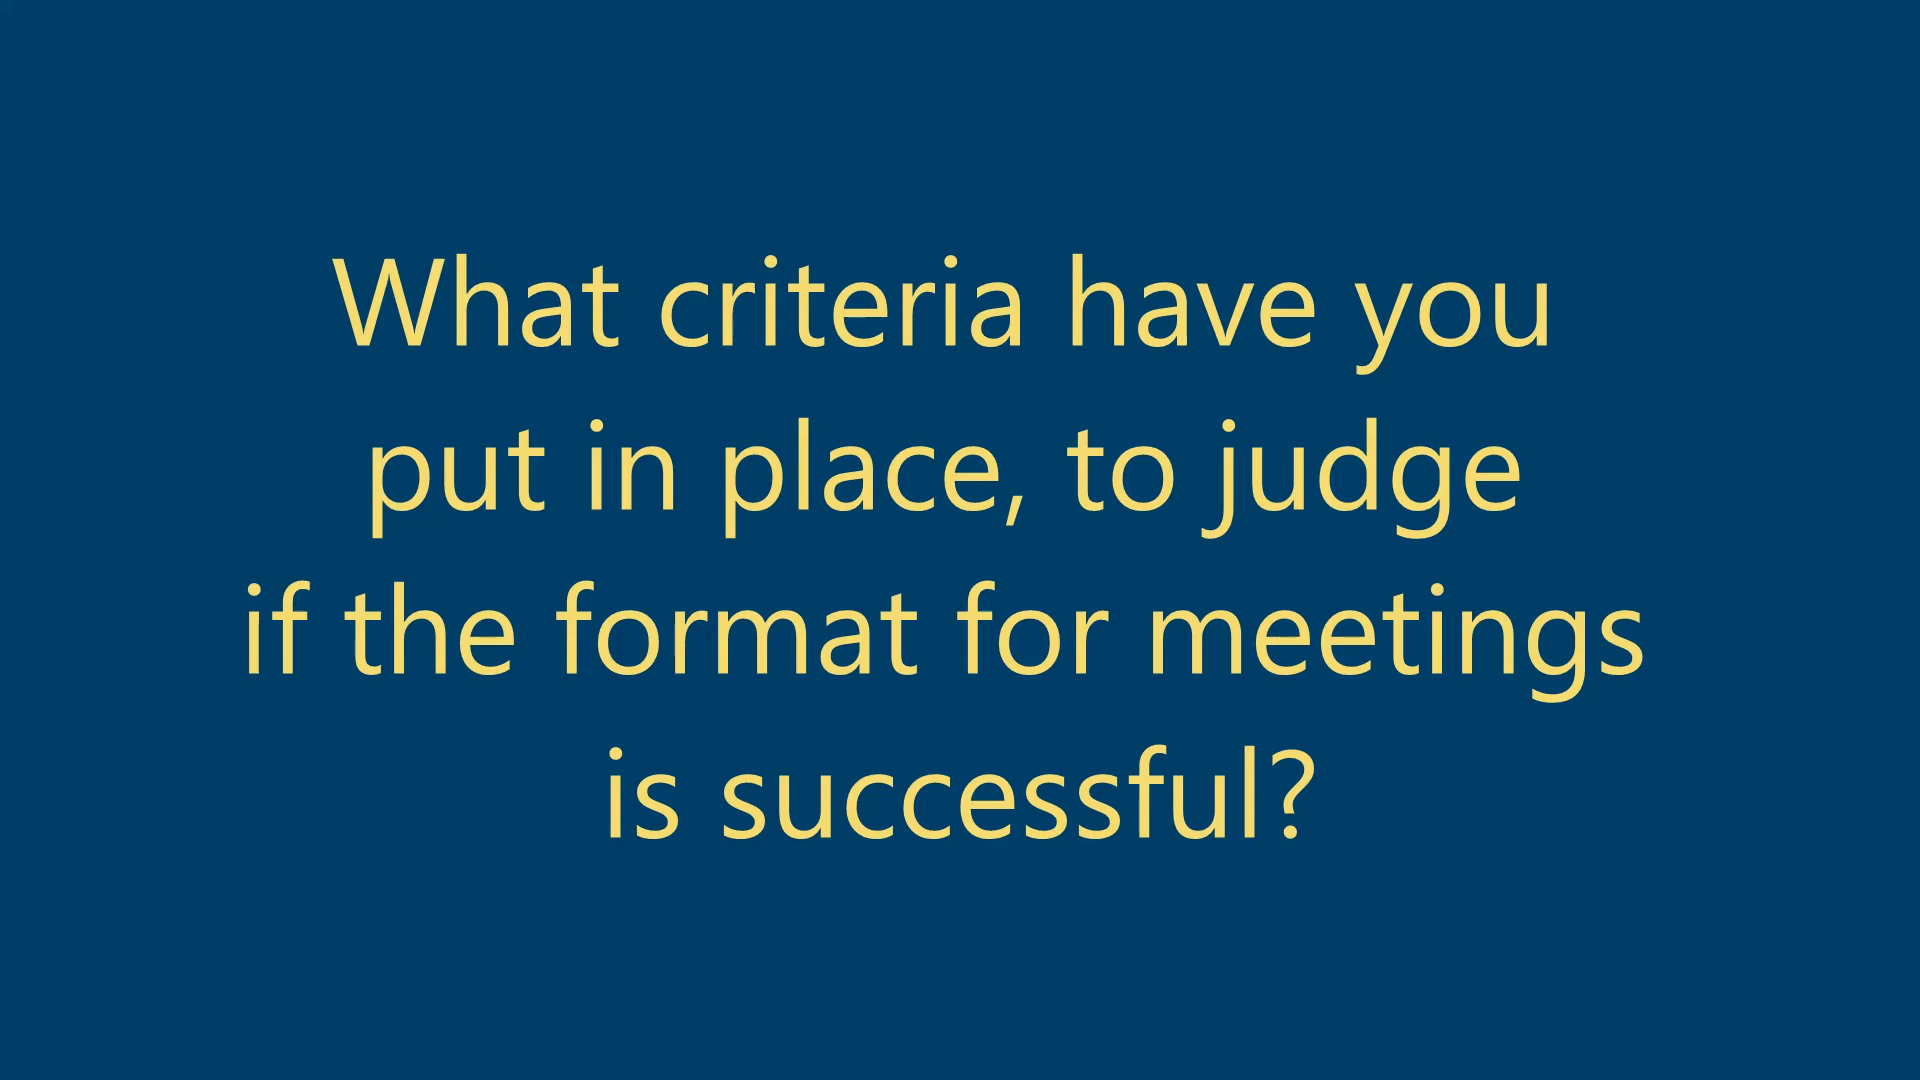 What criteria have you
put in place, to judge
if the format for meetings
is successful?